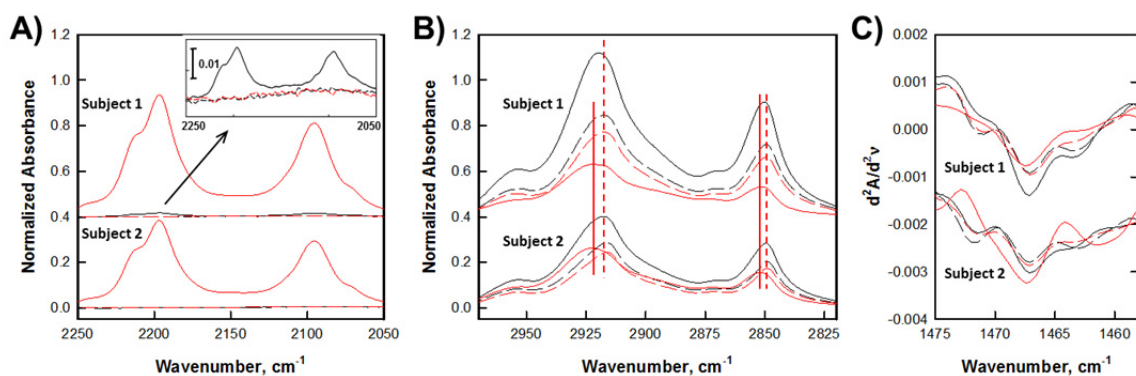 A)
1.2
1.0
0.8
0.6
0.4
0.2
0.0
Normalized Absorbance
Subject 1
Subject 2
0.01
2250
2050
2250
2200
2150
2100
2050
Wavenumber, cm-1
B)
1.2
1.0
0.8
0.6
0.4
0.2
0.0
Normalized Absorbance
Subject 1
Subject 2
2950
2925
2900
2875
2850
2825
Wavenumber, cm-1
C)
0.002
0.001
0.000
-0.001
-0.002
-0.003
-0.004
d²A/d²ν
Subject 1
Subject 2
1475
1470
1465
1460
Wavenumber, cm-1